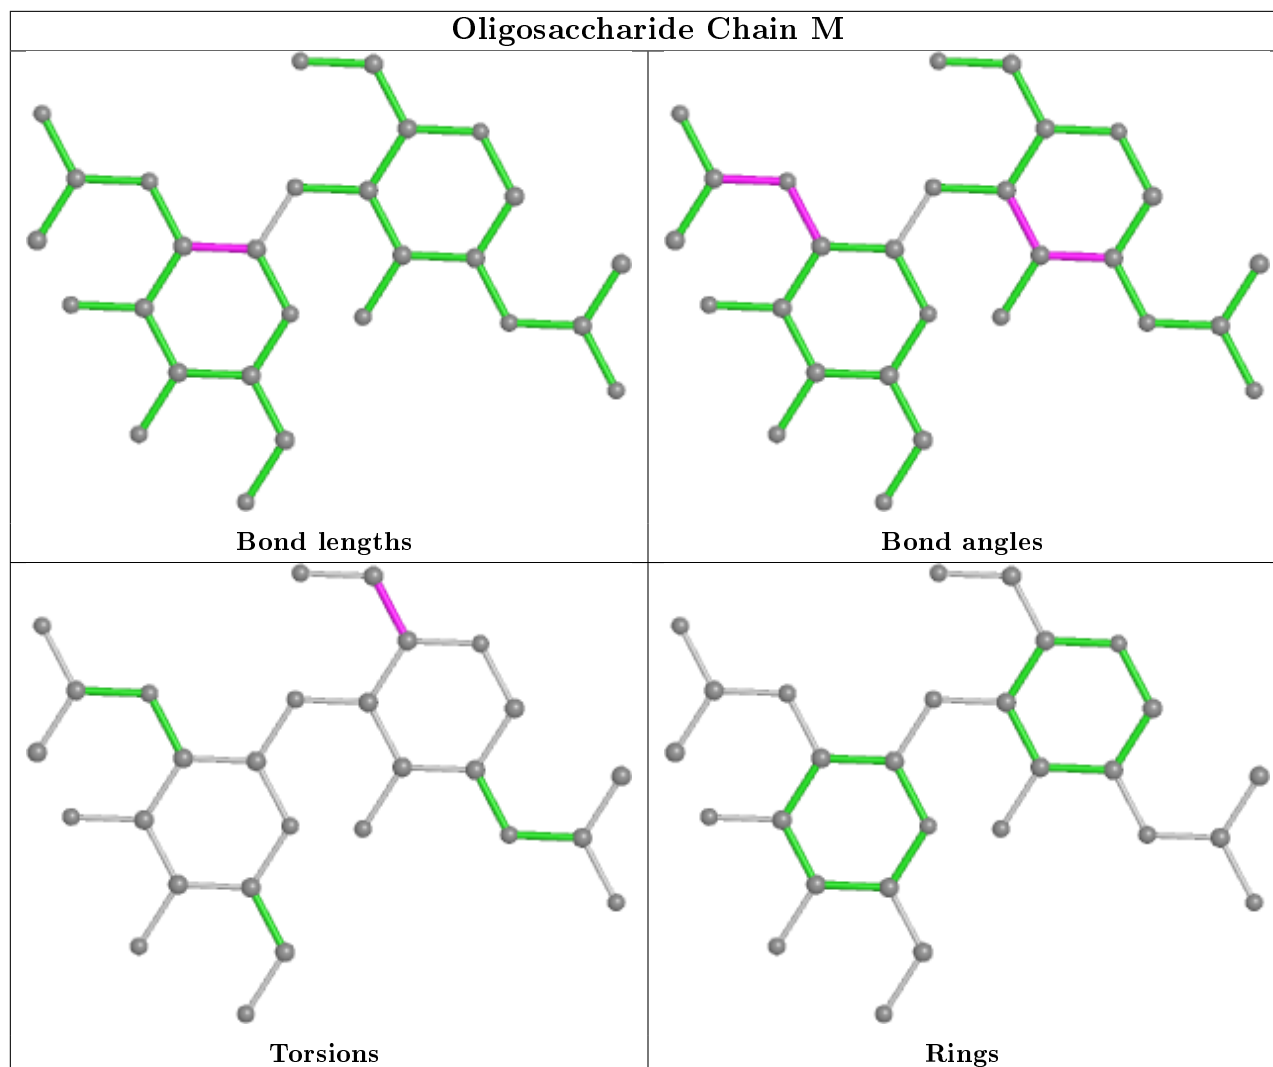 Oligosaccharide Chain M
Bond lengths
Bond angles
Torsions
Rings